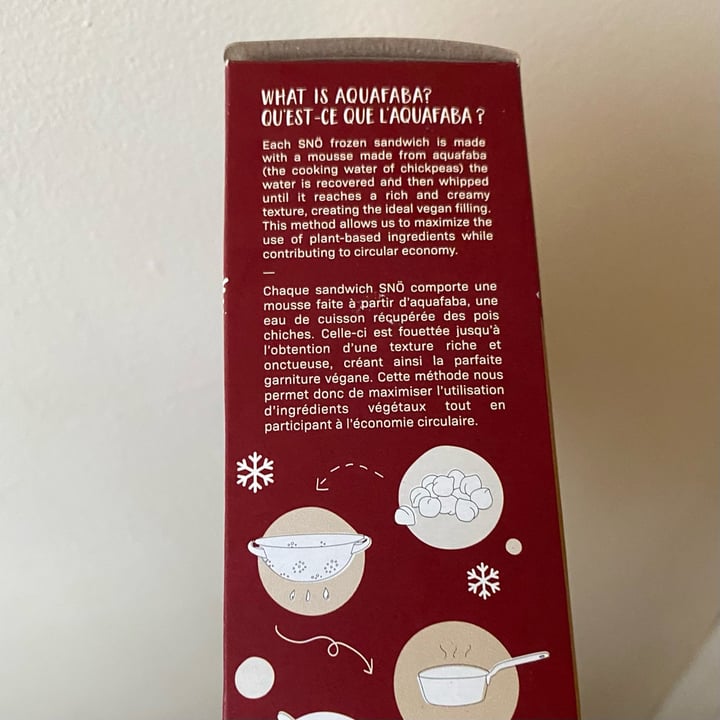 WHAT IS AQUAFABA?
QU'EST-CE QUE L'AQUAFABA ?
Each SNÖ frozen sandwich is made
with a mousse made from aquafaba
(the cooking water of chickpeas) the
water is recovered and then whipped
until it reaches a rich and creamy
texture, creating the ideal vegan filling.
This method allows us to maximize the
use of plant-based ingredients while
contributing to circular economy.
—
Chaque sandwich SNÖ comporte une
mousse faite à partir d'aquafaba, une
eau de cuisson récupérée des pois
chiches. Celle-ci est fouettée jusqu'à
l'obtention d'une texture riche et
onctueuse, créant ainsi la parfaite
garniture végane. Cette méthode nous
permet donc de maximiser l'utilisation
d'ingrédients végétaux tout en
participant à l'économie circulaire.